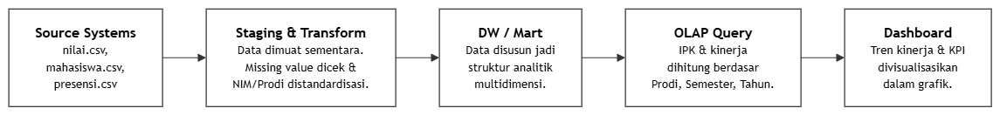 Source Systems
nilai.csv,
mahasiswa.csv,
presensi.csv
Staging & Transform
Data dimuat sementara.
Missing value dicek &
NIM/Prodi distandardisasi.
DW / Mart
Data disusun jadi
struktur analitik
multidimensi.
OLAP Query
IPK & kinerja
dihitung berdasar
Prodi, Semester, Tahun.
Dashboard
Tren kinerja & KPI
divisualisasikan
dalam grafik.